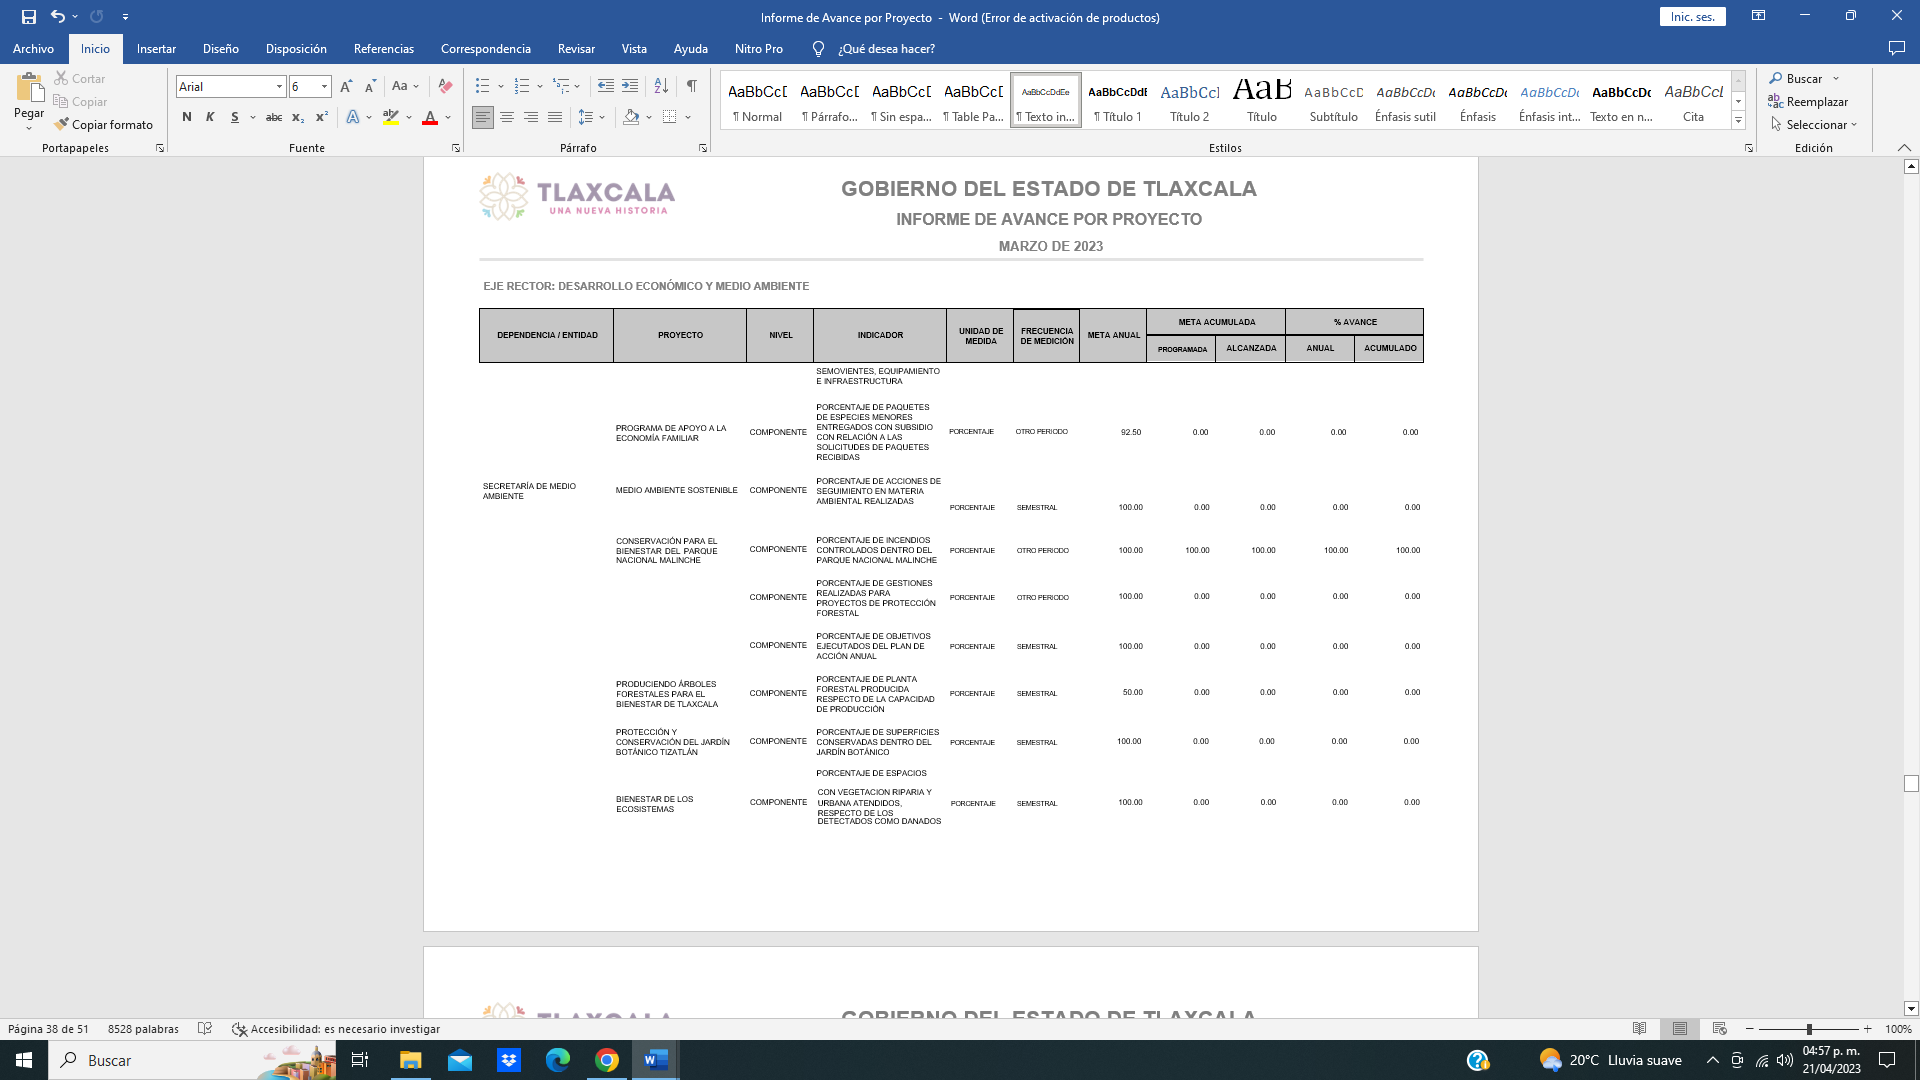 Informe de Avance por Proyecto - Word (Error de activación de productos)
Inic. ses.
Archivo
Inicio
Insertar
Diseño
Disposición
Referencias
Correspondencia
Revisar
Vista
Ayuda
Nitro Pro
¿Qué desea hacer?
Pegar
Cortar
Copiar
Copiar formato
Portapapeles
Arial
6
Fuente
Párrafo
AaBbCcD
¶ Normal
¶ Párrafo...
¶ Sin espa...
¶ Table Pa...
¶ Texto in...
¶ Título 1
Título 2
Título
Subtítulo
Énfasis sutil
Énfasis
Énfasis int...
Texto en n...
Cita
Estilos
Buscar
Reemplazar
Seleccionar
Edición
TLAXCALA
UNA NUEVA HISTORIA
GOBIERNO DEL ESTADO DE TLAXCALA
INFORME DE AVANCE POR PROYECTO
MARZO DE 2023
EJE RECTOR: DESARROLLO ECONÓMICO Y MEDIO AMBIENTE
DEPENDENCIA / ENTIDAD
PROYECTO
NIVEL
INDICADOR
UNIDAD DE
MEDIDA
FRECUENCIA
DE MEDICIÓN
META ANUAL
META ACUMULADA
PROGRAMADA
ALCANZADA
% AVANCE
ANUAL
ACUMULADO
SEMOVIENTES, EQUIPAMIENTO
E INFRAESTRUCTURA
PROGRAMA DE APOYO A LA
ECONOMÍA FAMILIAR
COMPONENTE
PORCENTAJE DE PAQUETES
DE ESPECIES MENORES
ENTREGADOS CON SUBSIDIO
CON RELACIÓN A LAS
SOLICITUDES DE PAQUETES
RECIBIDAS
PORCENTAJE OTRO PERIODO 92.50 0.00 0.00 0.00 0.00
SECRETARÍA DE MEDIO
AMBIENTE
MEDIO AMBIENTE SOSTENIBLE
COMPONENTE
PORCENTAJE DE ACCIONES DE
SEGUIMIENTO EN MATERIA
AMBIENTAL REALIZADAS
PORCENTAJE SEMESTRAL 100.00 0.00 0.00 0.00 0.00
CONSERVACIÓN PARA EL
BIENESTAR DEL PARQUE
NACIONAL MALINCHE
COMPONENTE
PORCENTAJE DE INCENDIOS
CONTROLADOS DENTRO DEL
PARQUE NACIONAL MALINCHE
PORCENTAJE OTRO PERIODO 100.00 100.00 100.00 100.00 100.00
COMPONENTE
PORCENTAJE DE GESTIONES
REALIZADAS PARA
PROYECTOS DE PROTECCIÓN
FORESTAL
PORCENTAJE OTRO PERIODO 100.00 0.00 0.00 0.00 0.00
COMPONENTE
PORCENTAJE DE OBJETIVOS
EJECUTADOS DEL PLAN DE
ACCIÓN ANUAL
PORCENTAJE SEMESTRAL 100.00 0.00 0.00 0.00 0.00
PRODUCIENDO ÁRBOLES
FORESTALES PARA EL
BIENESTAR DE TLAXCALA
COMPONENTE
PORCENTAJE DE PLANTA
FORESTAL PRODUCIDA
RESPECTO DE LA CAPACIDAD
DE PRODUCCIÓN
PORCENTAJE SEMESTRAL 50.00 0.00 0.00 0.00 0.00
PROTECCIÓN Y
CONSERVACIÓN DEL JARDÍN
BOTÁNICO TIZATLÁN
COMPONENTE
PORCENTAJE DE SUPERFICIES
CONSERVADAS DENTRO DEL
JARDÍN BOTÁNICO
PORCENTAJE SEMESTRAL 100.00 0.00 0.00 0.00 0.00
BIENESTAR DE LOS
ECOSISTEMAS
COMPONENTE
PORCENTAJE DE ESPACIOS
CON VEGETACION RIPARIA Y
URBANA ATENDIDOS,
RESPECTO DE LOS
DETECTADOS COMO DANADOS
PORCENTAJE SEMESTRAL 100.00 0.00 0.00 0.00 0.00
TLAXCALA
GOBIERNO DEL ESTADO DE TLAXCALA
Página 38 de 51
8528 palabras
Accesibilidad: es necesario investigar
100%
Buscar
20°C Lluvia suave
04:57 p. m.
21/04/2023